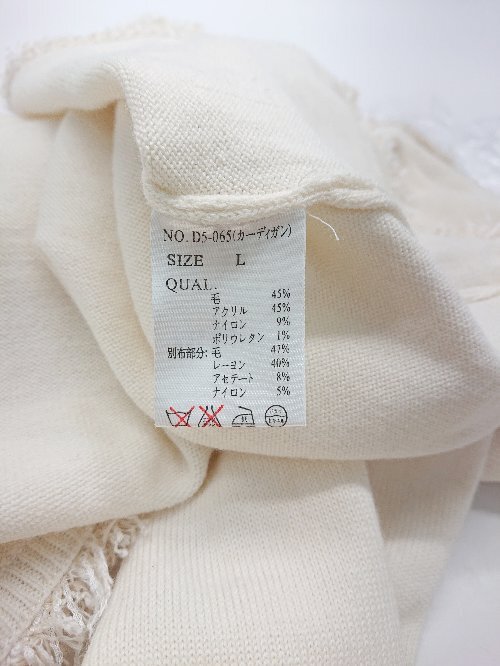 NO. D5-065(カーディガン)
SIZE L
QUAL.
毛 45%
アクリル 45%
ナイロン 9%
ポリウレタン 1%
別布部分: 毛 47%
レーヨン 40%
アセテート 8%
ナイロン 5%